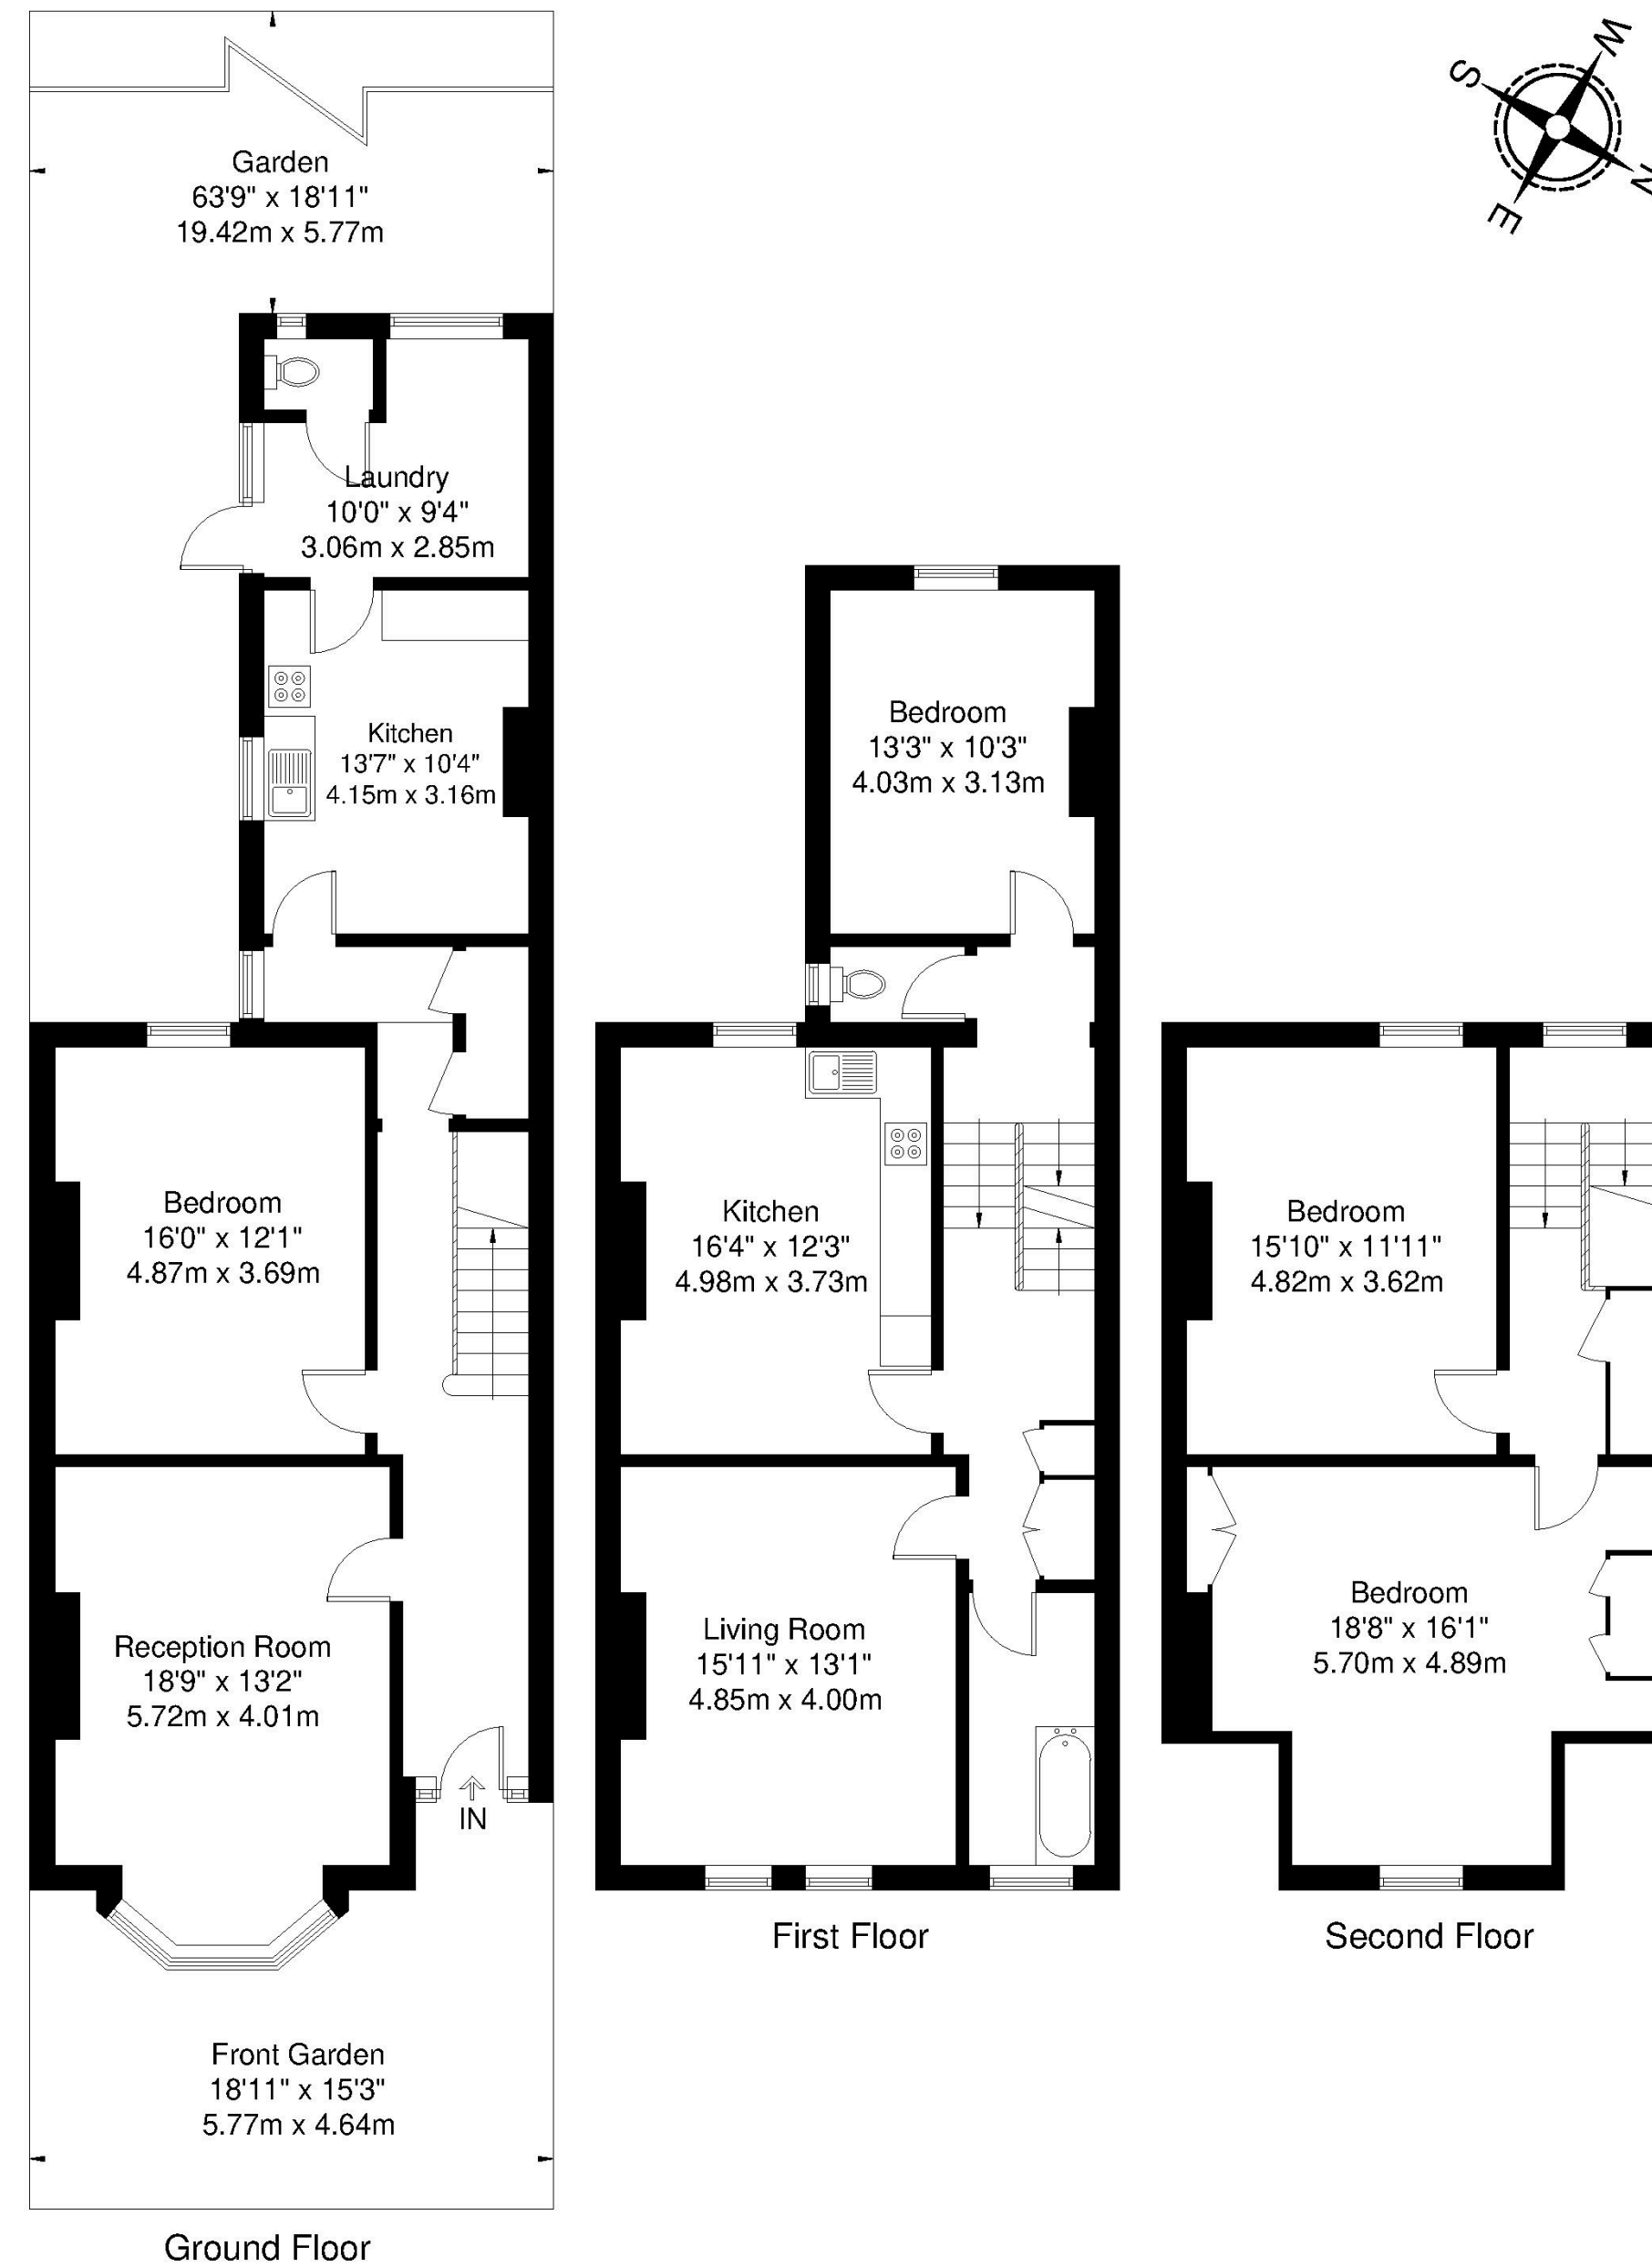 W
S
N
E
Garden
63'9" x 18'11"
19.42m x 5.77m
Laundry
10'0" x 9'4"
3.06m x 2.85m
Kitchen
13'7" x 10'4"
4.15m x 3.16m
Bedroom
16'0" x 12'1"
4.87m x 3.69m
Reception Room
18'9" x 13'2"
5.72m x 4.01m
IN
Front Garden
18'11" x 15'3"
5.77m x 4.64m
Ground Floor
Bedroom
13'3" x 10'3"
4.03m x 3.13m
Kitchen
16'4" x 12'3"
4.98m x 3.73m
Living Room
15'11" x 13'1"
4.85m x 4.00m
First Floor
Bedroom
15'10" x 11'11"
4.82m x 3.62m
Bedroom
18'8" x 16'1"
5.70m x 4.89m
Second Floor